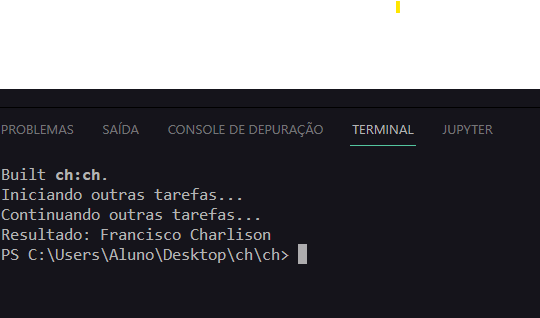 PROBLEMAS SAÍDA CONSOLE DE DEPURAÇÃO TERMINAL JUPYTER
Built ch:ch.
Iniciando outras tarefas...
Continuando outras tarefas...
Resultado: Francisco Charlison
PS C:\Users\Aluno\Desktop\ch\ch>